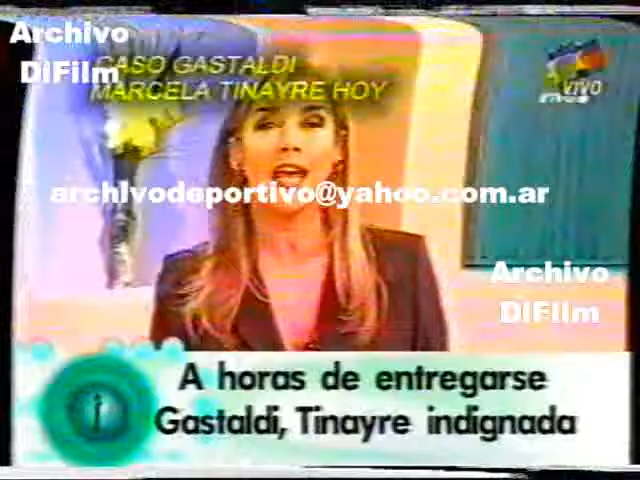 Archivo
DiFilm
CASO GASTALDI
MARCELA TINAYRE HOY
VIVO
archivodeportivo@yahoo.com.ar
Archivo
DiFilm
A horas de entregarse
Gastaldi, Tinayre indignada